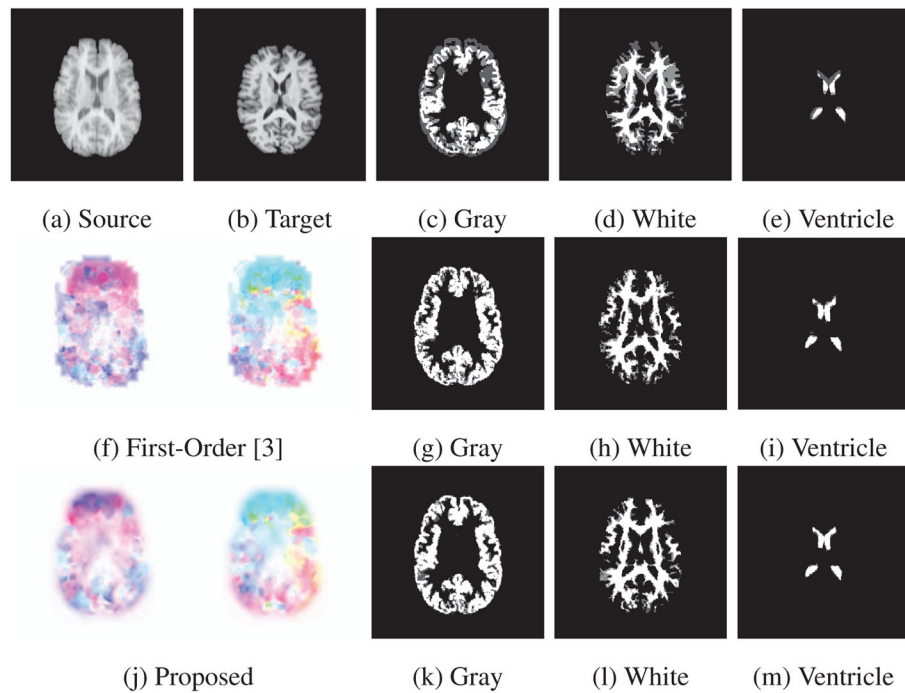 (a) Source (b) Target (c) Gray (d) White (e) Ventricle
(f) First-Order [3] (g) Gray (h) White (i) Ventricle
(j) Proposed (k) Gray (l) White (m) Ventricle